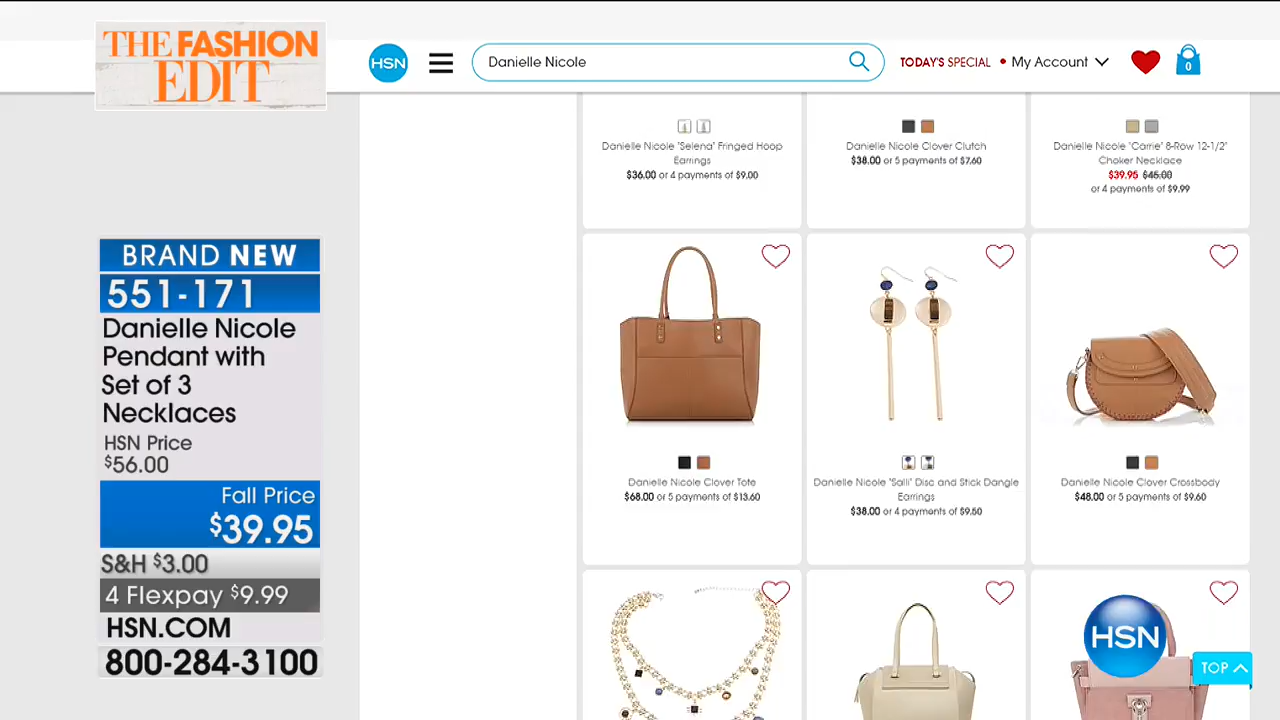 THE FASHION
EDIT
HSN
Danielle Nicole
TODAY'S SPECIAL • My Account
0
BRAND NEW
551-171
Danielle Nicole
Pendant with
Set of 3
Necklaces
HSN Price
$56.00
Fall Price
$39.95
S&H $3.00
4 Flexpay $9.99
HSN.COM
800-284-3100
Danielle Nicole "Selena" Fringed Hoop
Earrings
$36.00 or 4 payments of $9.00
Danielle Nicole Clover Clutch
$38.00 or 5 payments of $7.60
Danielle Nicole "Carrie" 8-Row 12-1/2"
Choker Necklace
$39.95 $45.00
or 4 payments of $9.99
Danielle Nicole Clover Tote
$68.00 or 5 payments of $13.60
Danielle Nicole "Salli" Disc and Stick Dangle
Earrings
$38.00 or 4 payments of $9.50
Danielle Nicole Clover Crossbody
$48.00 or 5 payments of $9.60
HSN
TOP